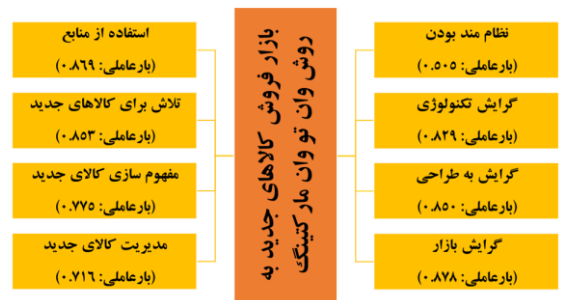 نظام مند بودن
(بارعاملی: ۰.۵۰۵)
گرایش تکنولوژی
(بارعاملی: ۰.۸۲۹)
گرایش به طراحی
(بارعاملی: ۰.۸۵۰)
گرایش بازار
(بارعاملی: ۰.۸۷۸)
بازار فروش کالاهای جدید به
روش وان تو وان مارکتینگ
استفاده از منابع
(بارعاملی: ۰.۸۶۹)
تلاش برای کالاهای جدید
(بارعاملی: ۰.۸۵۳)
مفهوم سازی کالای جدید
(بارعاملی: ۰.۷۷۵)
مدیریت کالای جدید
(بارعاملی: ۰.۷۱۶)